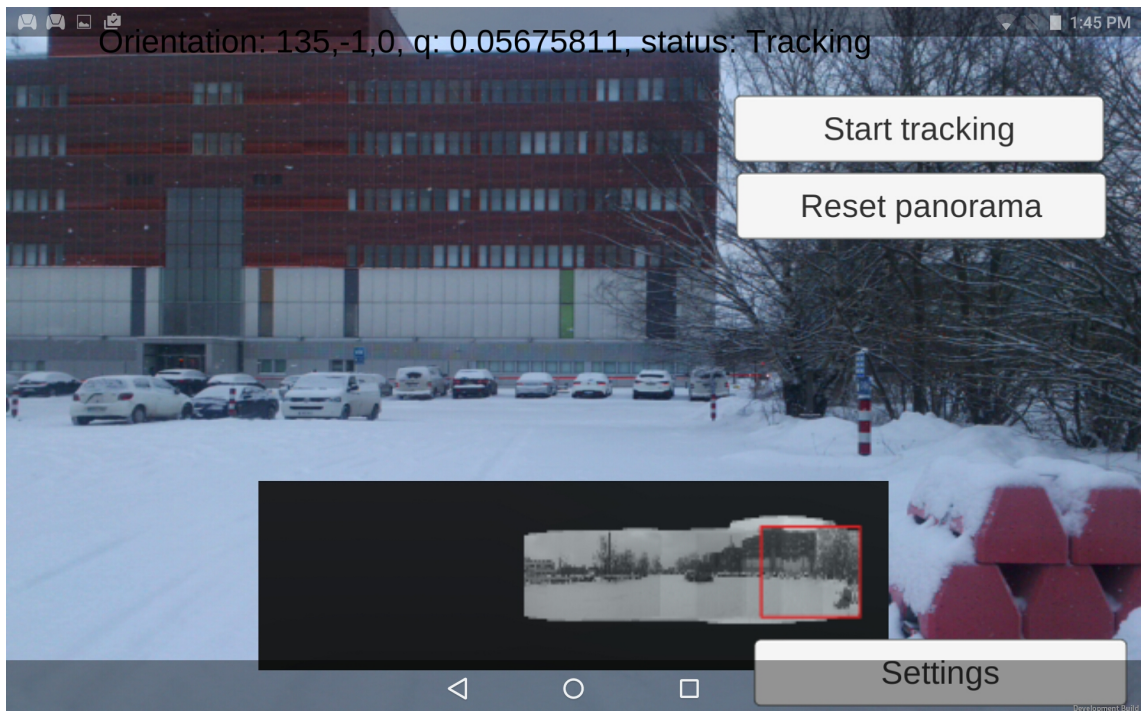 1:45 PM
Orientation: 135,-1,0, q: 0.05675811, status: Tracking
Start tracking
Reset panorama
Settings
Development Build